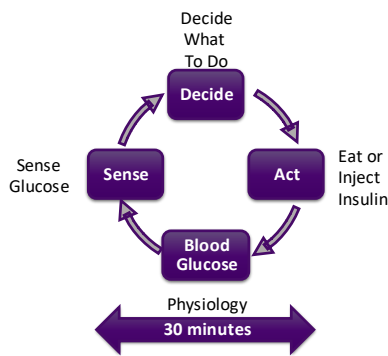 Decide
What
To Do
Decide
Sense
Glucose
Sense
Act
Eat or
Inject
Insulin
Blood
Glucose
Physiology
30 minutes